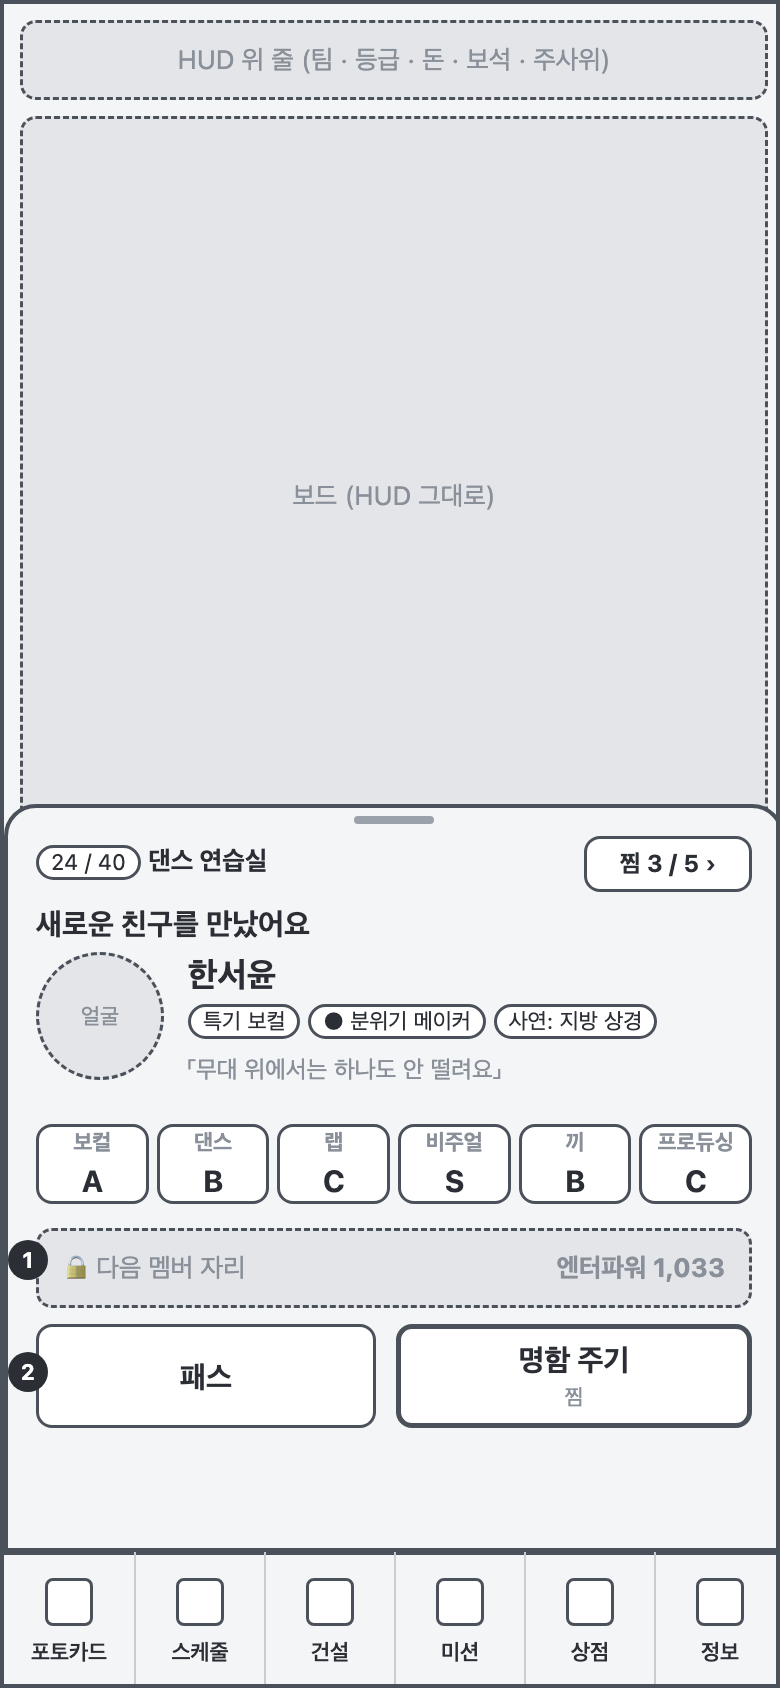 HUD 위 줄 (팀 · 등급 · 돈 · 보석 · 주사위)
보드 (HUD 그대로)
24 / 40 댄스 연습실
찜 3 / 5 ›
새로운 친구를 만났어요
얼굴
한서윤
특기 보컬
● 분위기 메이커
사연: 지방 상경
「무대 위에서는 하나도 안 떨려요」
보컬 댄스 랩 비주얼 끼 프로듀싱
A B C S B C
1
🔒 다음 멤버 자리
엔터파워 1,033
2
패스
명함 주기
찜
포토카드 스케줄 건설 미션 상점 정보